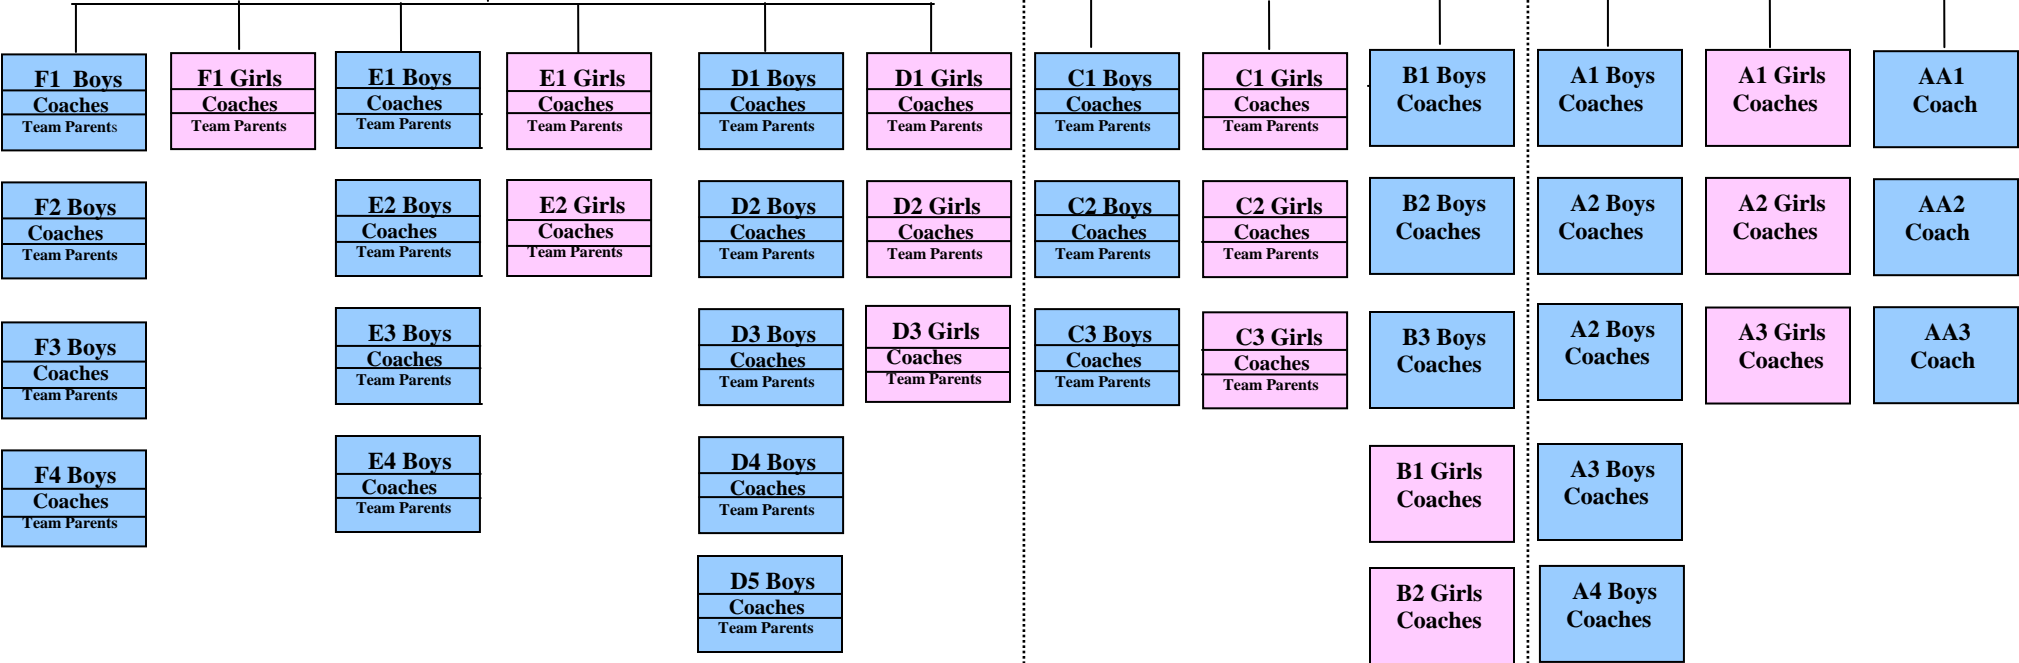 F1  Boys
Coaches
Team Parents
F1 Girls
Coaches
Team Parents
E1 Boys
Coaches
Team Parents
E1 Girls
Coaches
Team Parents
D1 Boys
Coaches
Team Parents
D1 Girls
Coaches
Team Parents
C1 Boys
Coaches
Team Parents
C1 Girls
Coaches
Team Parents
B1 Boys
Coaches
A1 Boys
Coaches
A1 Girls
Coaches
AA1
Coach
F2 Boys
Coaches
Team Parents
E2 Boys
Coaches
Team Parents
E2 Girls
Coaches
Team Parents
D2 Boys
Coaches
Team Parents
D2 Girls
Coaches
Team Parents
C2 Boys
Coaches
Team Parents
C2 Girls
Coaches
Team Parents
B2 Boys
Coaches
A2 Boys
Coaches
A2 Girls
Coaches
AA2
Coach
F3 Boys
Coaches
Team Parents
E3 Boys
Coaches
Team Parents
D3 Boys
Coaches
Team Parents
D3 Girls
Coaches
Team Parents
C3 Boys
Coaches
Team Parents
C3 Girls
Coaches
Team Parents
B3 Boys
Coaches
A2 Boys
Coaches
A3 Girls
Coaches
AA3
Coach
F4 Boys
Coaches
Team Parents
E4 Boys
Coaches
Team Parents
D4 Boys
Coaches
Team Parents
B1 Girls
Coaches
A3 Boys
Coaches
D5 Boys
Coaches
Team Parents
B2 Girls
Coaches
A4 Boys
Coaches